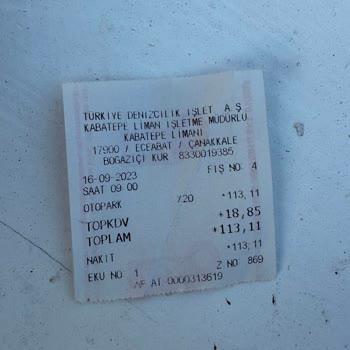 TÜRKİYE DENİZCİLİK İŞLET. A.Ş
KABATEPE LİMAN İŞLETME MÜDÜRLÜ
KABATEPE LİMANI
17900 / ECEABAT / ÇANAKKALE
BOĞAZİÇİ KUR. 8330019385
16-09-2023 FİŞ NO: 4
SAAT 09:00
OTOPARK %20 *113,11
TOPKDV *18,85
TOPLAM *113,11
NAKİT *113,11
EKU NO: 1 Z NO: 869
AT 0000313619